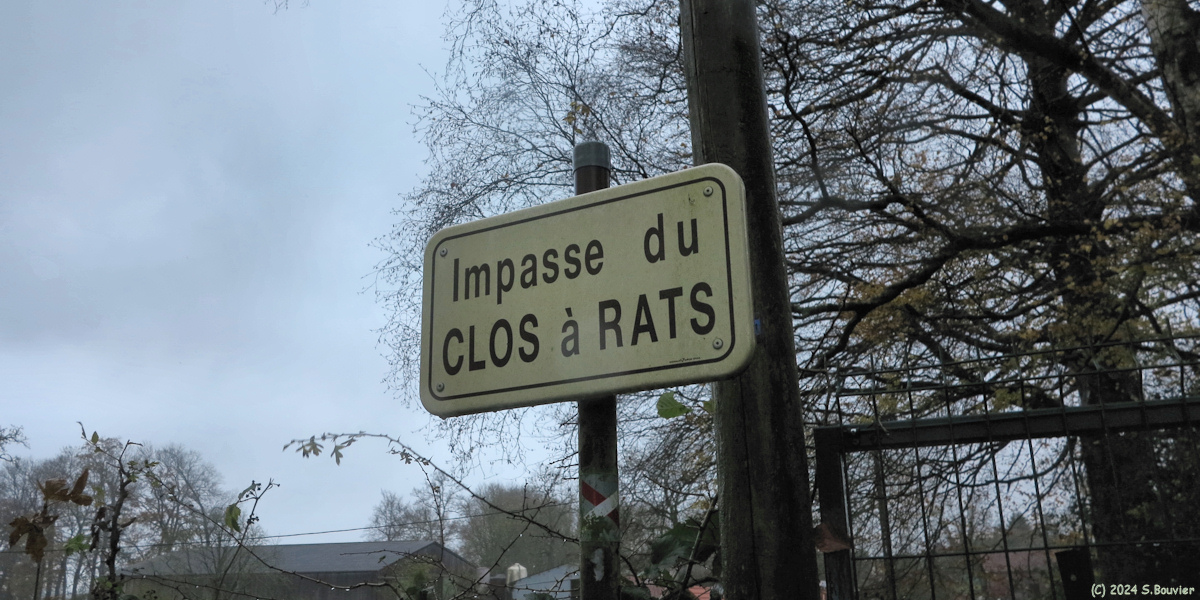 Impasse du
CLOS à RATS
(C) 2024 S.Bouvier